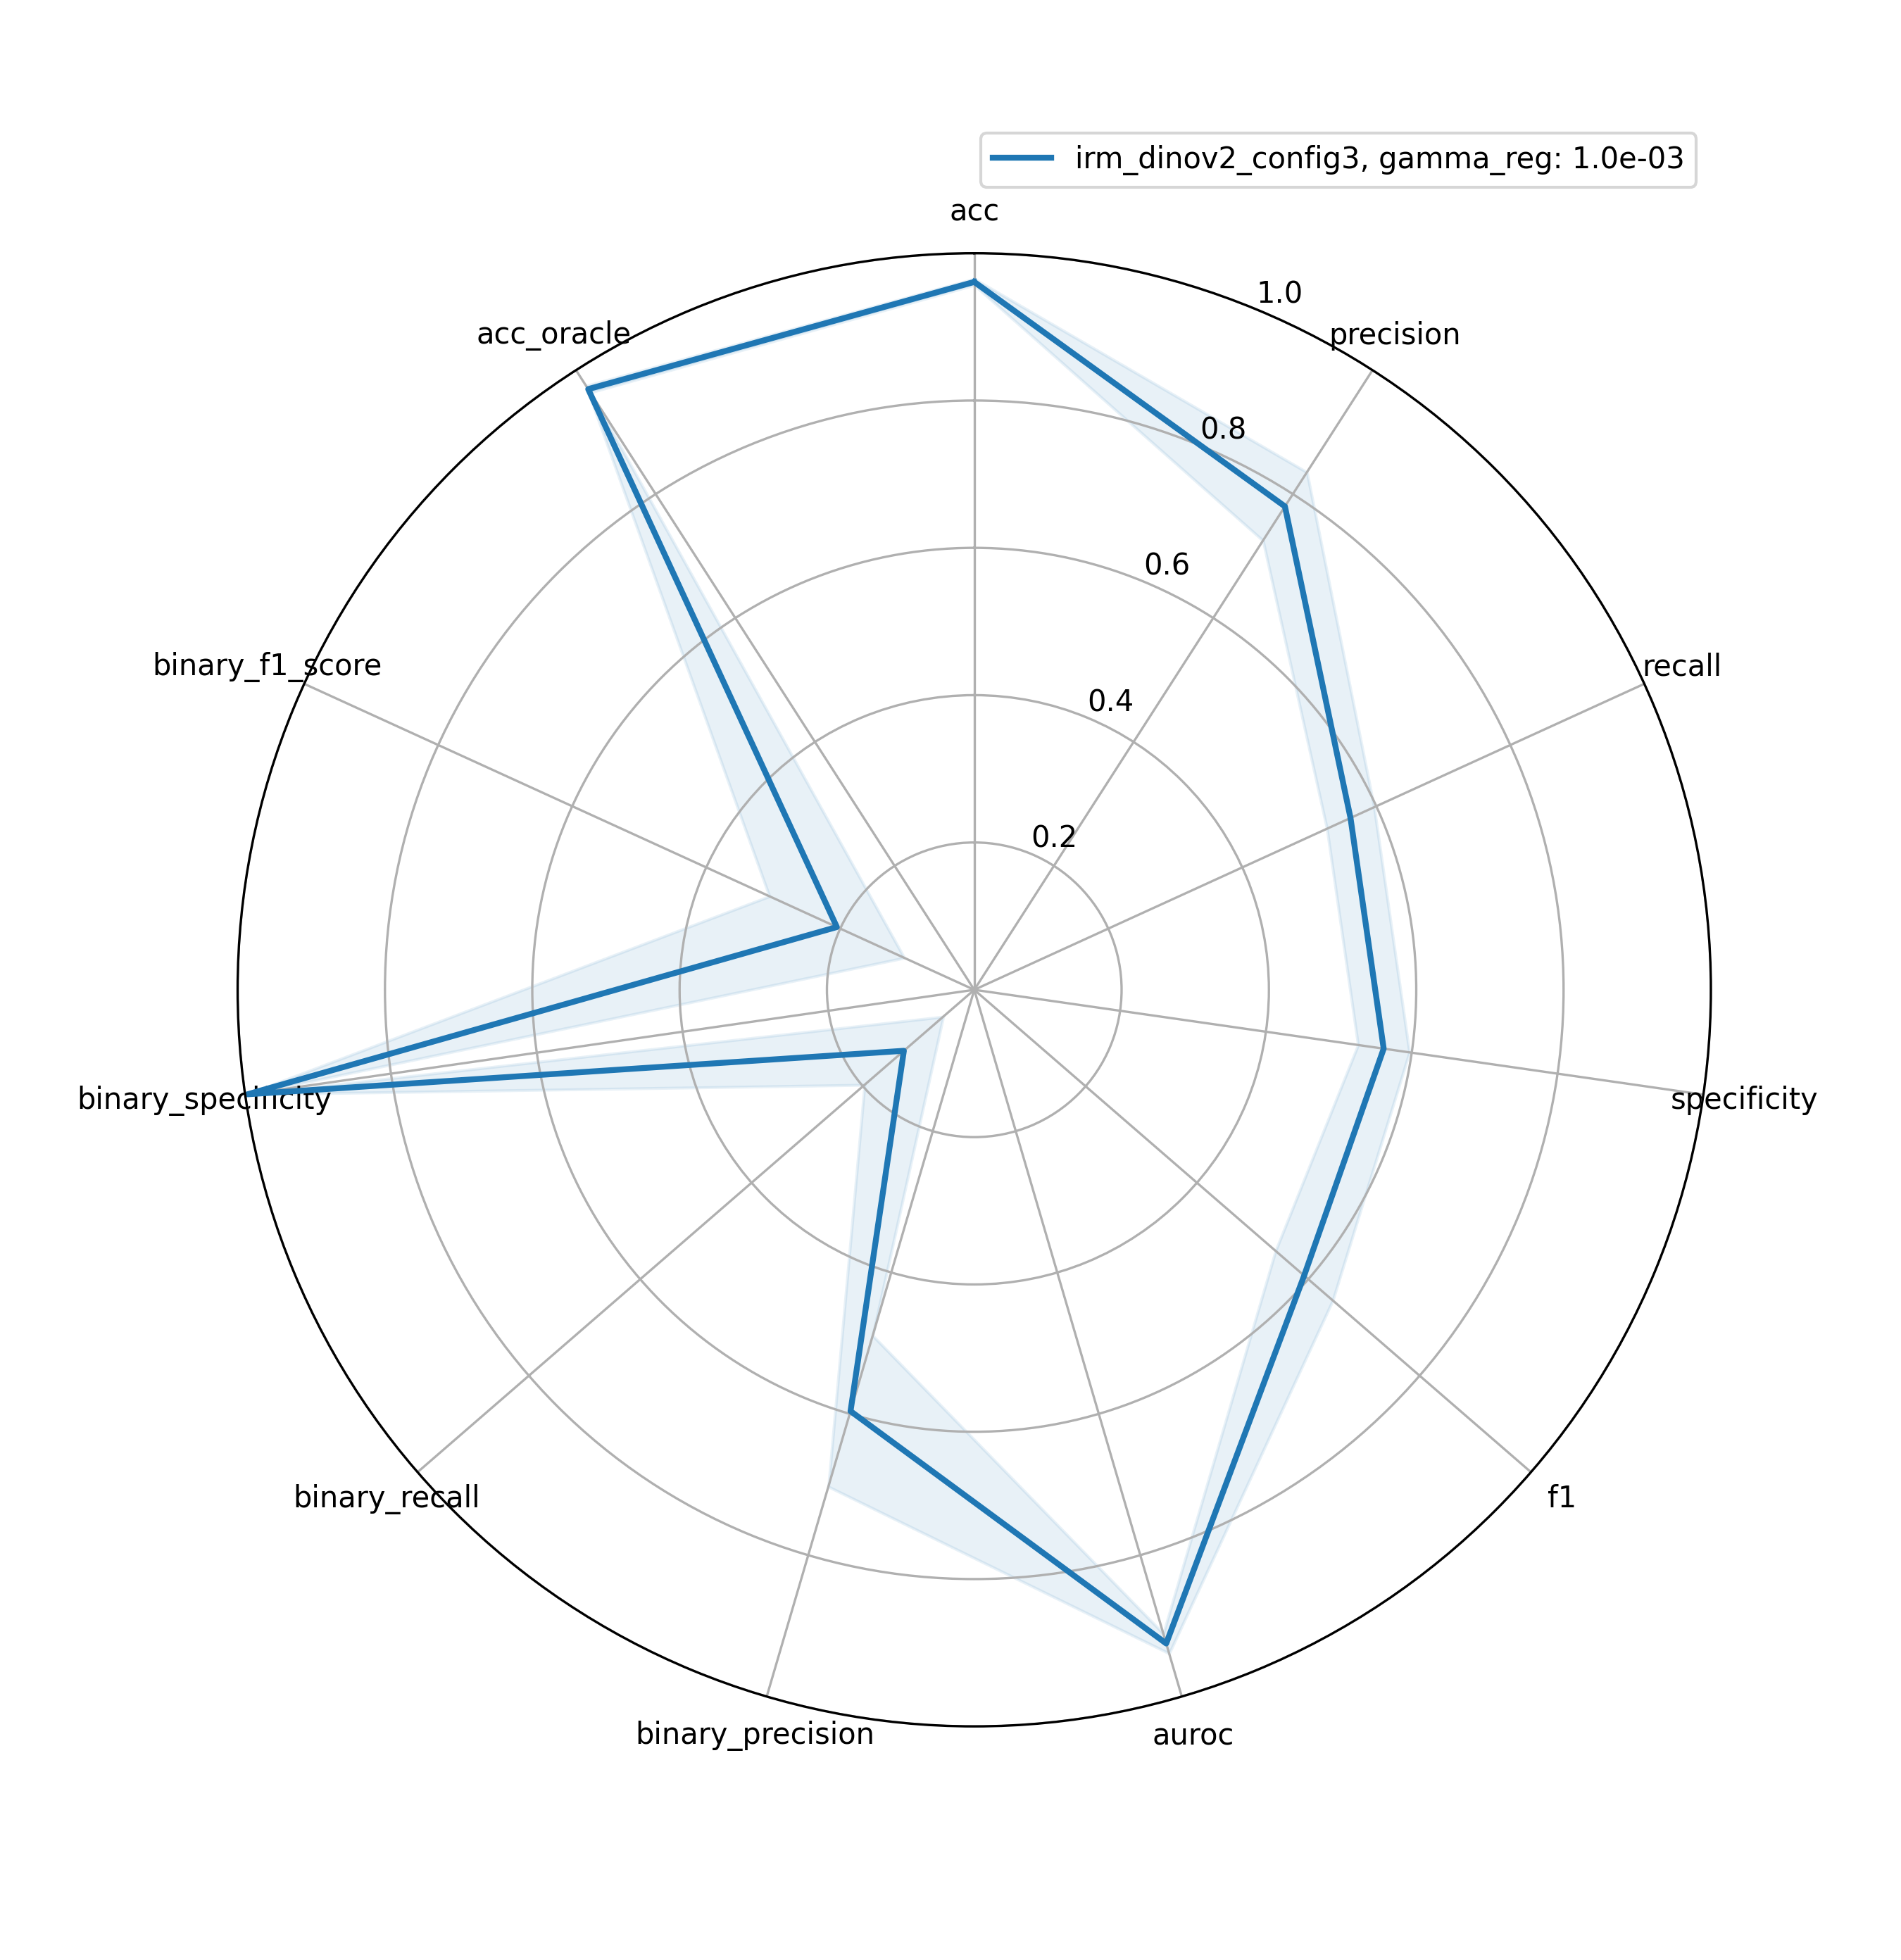 irm_dinov2_config3, gamma_reg: 1.0e-03
acc
1.0
acc_oracle
precision
0.8
0.6
binary_f1_score
recall
0.4
0.2
binary_specificity
specificity
binary_recall
f1
binary_precision
auroc